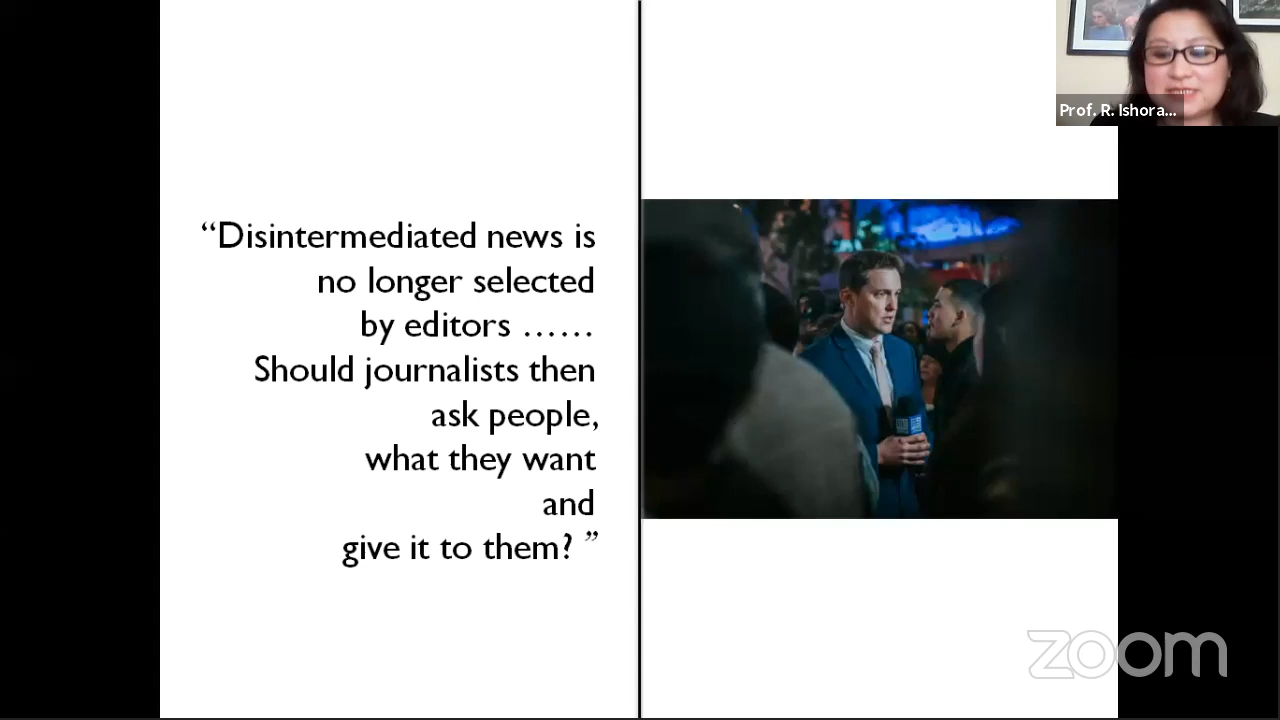 Prof. R. Ishora...
“Disintermediated news is
no longer selected
by editors ......
Should journalists then
ask people,
what they want
and
give it to them? ”
zoom